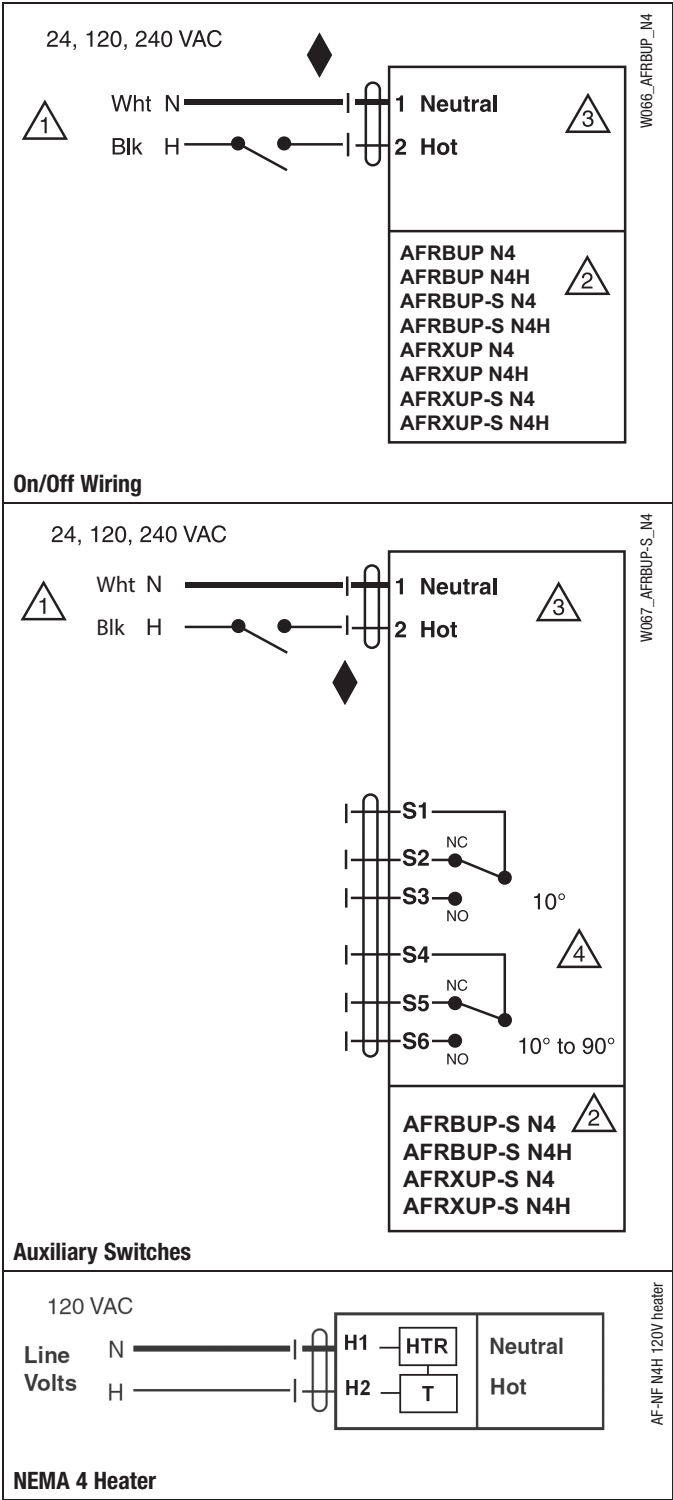 24, 120, 240 VAC
W066_AFRBUP_N4
1
Wht N
1 Neutral
3
Blk H
2 Hot
AFRBUP N4
2
AFRBUP N4H
AFRBUP-S N4
AFRBUP-S N4H
AFRXUP N4
AFRXUP N4H
AFRXUP-S N4
AFRXUP-S N4H
On/Off Wiring
24, 120, 240 VAC
W067_AFRBUP-S_N4
1
Wht N
1 Neutral
3
Blk H
2 Hot
S1
S2 NC
S3 NO
10°
S4
4
S5 NC
S6 NO
10° to 90°
AFRBUP-S N4
2
AFRBUP-S N4H
AFRXUP-S N4
AFRXUP-S N4H
Auxiliary Switches
120 VAC
AF-NF N4H 120V heater
Line Volts
N
H1
HTR
Neutral
H
H2
T
Hot
NEMA 4 Heater